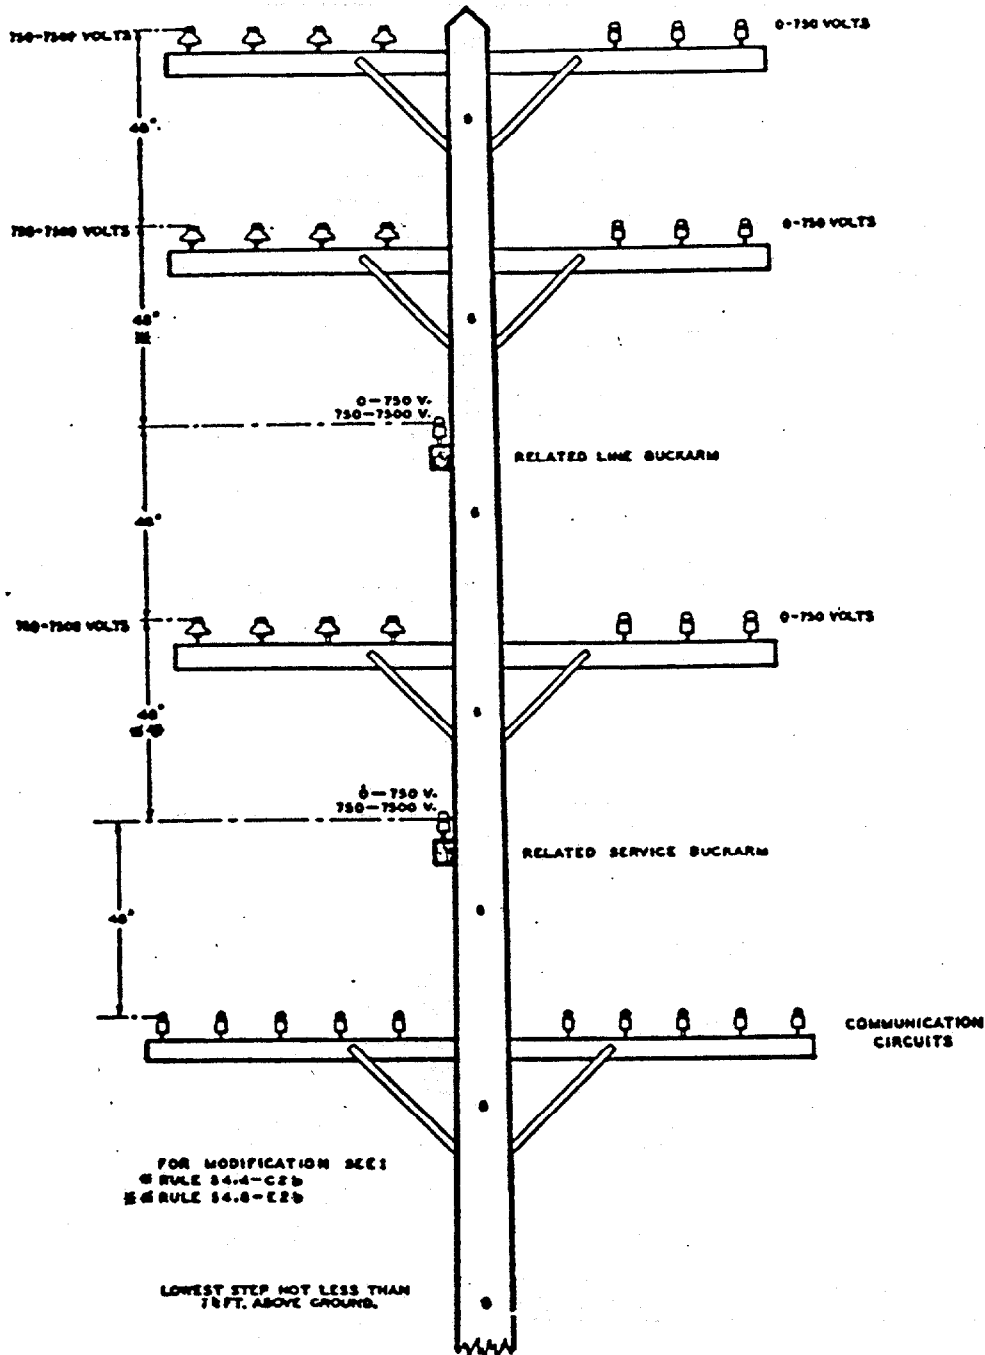 750-7500 VOLTS
0-750 VOLTS
48"
750-7500 VOLTS
0-750 VOLTS
48"
0-750 V.
750-7500 V.
RELATED LINE BUCKARM
48"
750-7500 VOLTS
0-750 VOLTS
48"
0-750 V.
750-7500 V.
RELATED SERVICE BUCKARM
48"
COMMUNICATION
CIRCUITS
FOR MODIFICATION SEE:
RULE 54.4-C2b
RULE 54.8-E2b
LOWEST STEP NOT LESS THAN
FT. ABOVE GROUND.